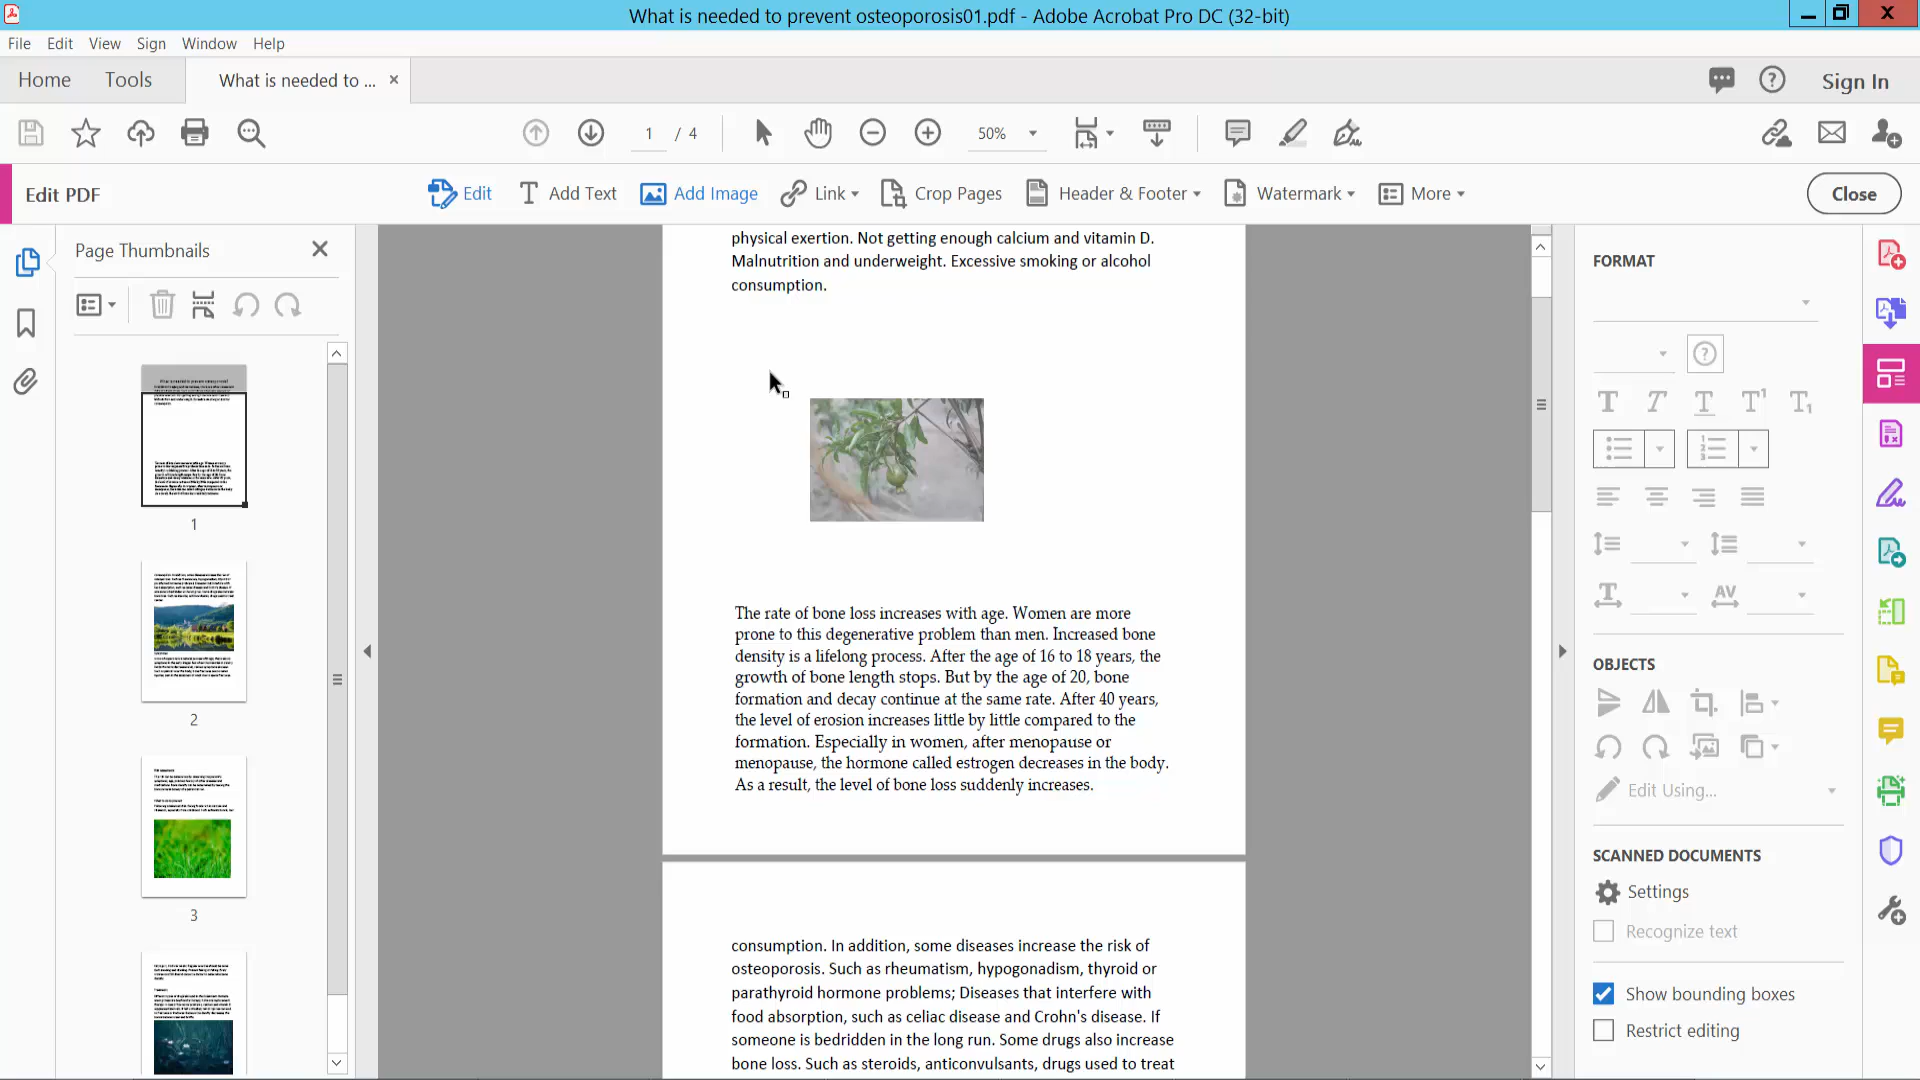 What is needed to prevent osteoporosis01.pdf - Adobe Acrobat Pro DC (32-bit)
File Edit View Sign Window Help
Home Tools What is needed to ... × Sign In
1 / 4 50%
Edit PDF Edit Add Text Add Image Link Crop Pages Header & Footer Watermark More Close
Page Thumbnails
1
2
3
physical exertion. Not getting enough calcium and vitamin D.
Malnutrition and underweight. Excessive smoking or alcohol
consumption.
The rate of bone loss increases with age. Women are more
prone to this degenerative problem than men. Increased bone
density is a lifelong process. After the age of 16 to 18 years, the
growth of bone length stops. But by the age of 20, bone
formation and decay continue at the same rate. After 40 years,
the level of erosion increases little by little compared to the
formation. Especially in women, after menopause or
menopause, the hormone called estrogen decreases in the body.
As a result, the level of bone loss suddenly increases.
consumption. In addition, some diseases increase the risk of
osteoporosis. Such as rheumatism, hypogonadism, thyroid or
parathyroid hormone problems; Diseases that interfere with
food absorption, such as celiac disease and Crohn's disease. If
someone is bedridden in the long run. Some drugs also increase
bone loss. Such as steroids, anticonvulsants, drugs used to treat
FORMAT
OBJECTS
Edit Using...
SCANNED DOCUMENTS
Settings
Recognize text
Show bounding boxes
Restrict editing